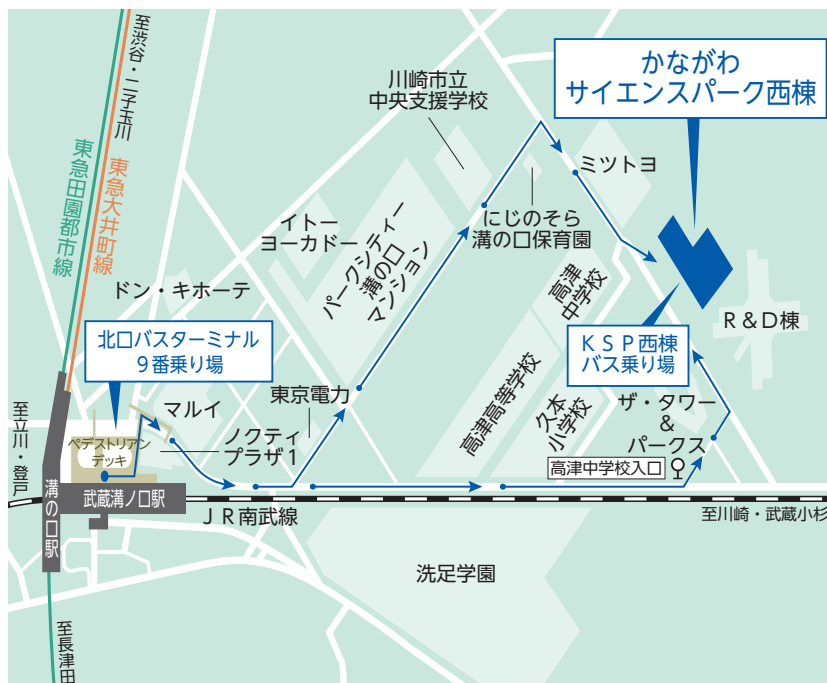 至渋谷・二子玉川
東急大井町線
東急田園都市線
川崎市立
中央支援学校
かながわ
サイエンスパーク西棟
ミツトヨ
にじのそら
溝の口保育園
イトー
ヨーカドー
パークシティー
溝の口
マンション
ドン・キホーテ
高津
中学校
R&D棟
北口バスターミナル
9番乗り場
KSP西棟
バス乗り場
東京電力
マルイ
高津高等学校
久本
小学校
ザ・タワー
&
パークス
ノクティ
プラザ1
至立川・登戸
ペデストリアン
デッキ
高津中学校入口
武蔵溝ノ口駅
溝の口駅
JR南武線
至川崎・武蔵小杉
洗足学園
至長津田